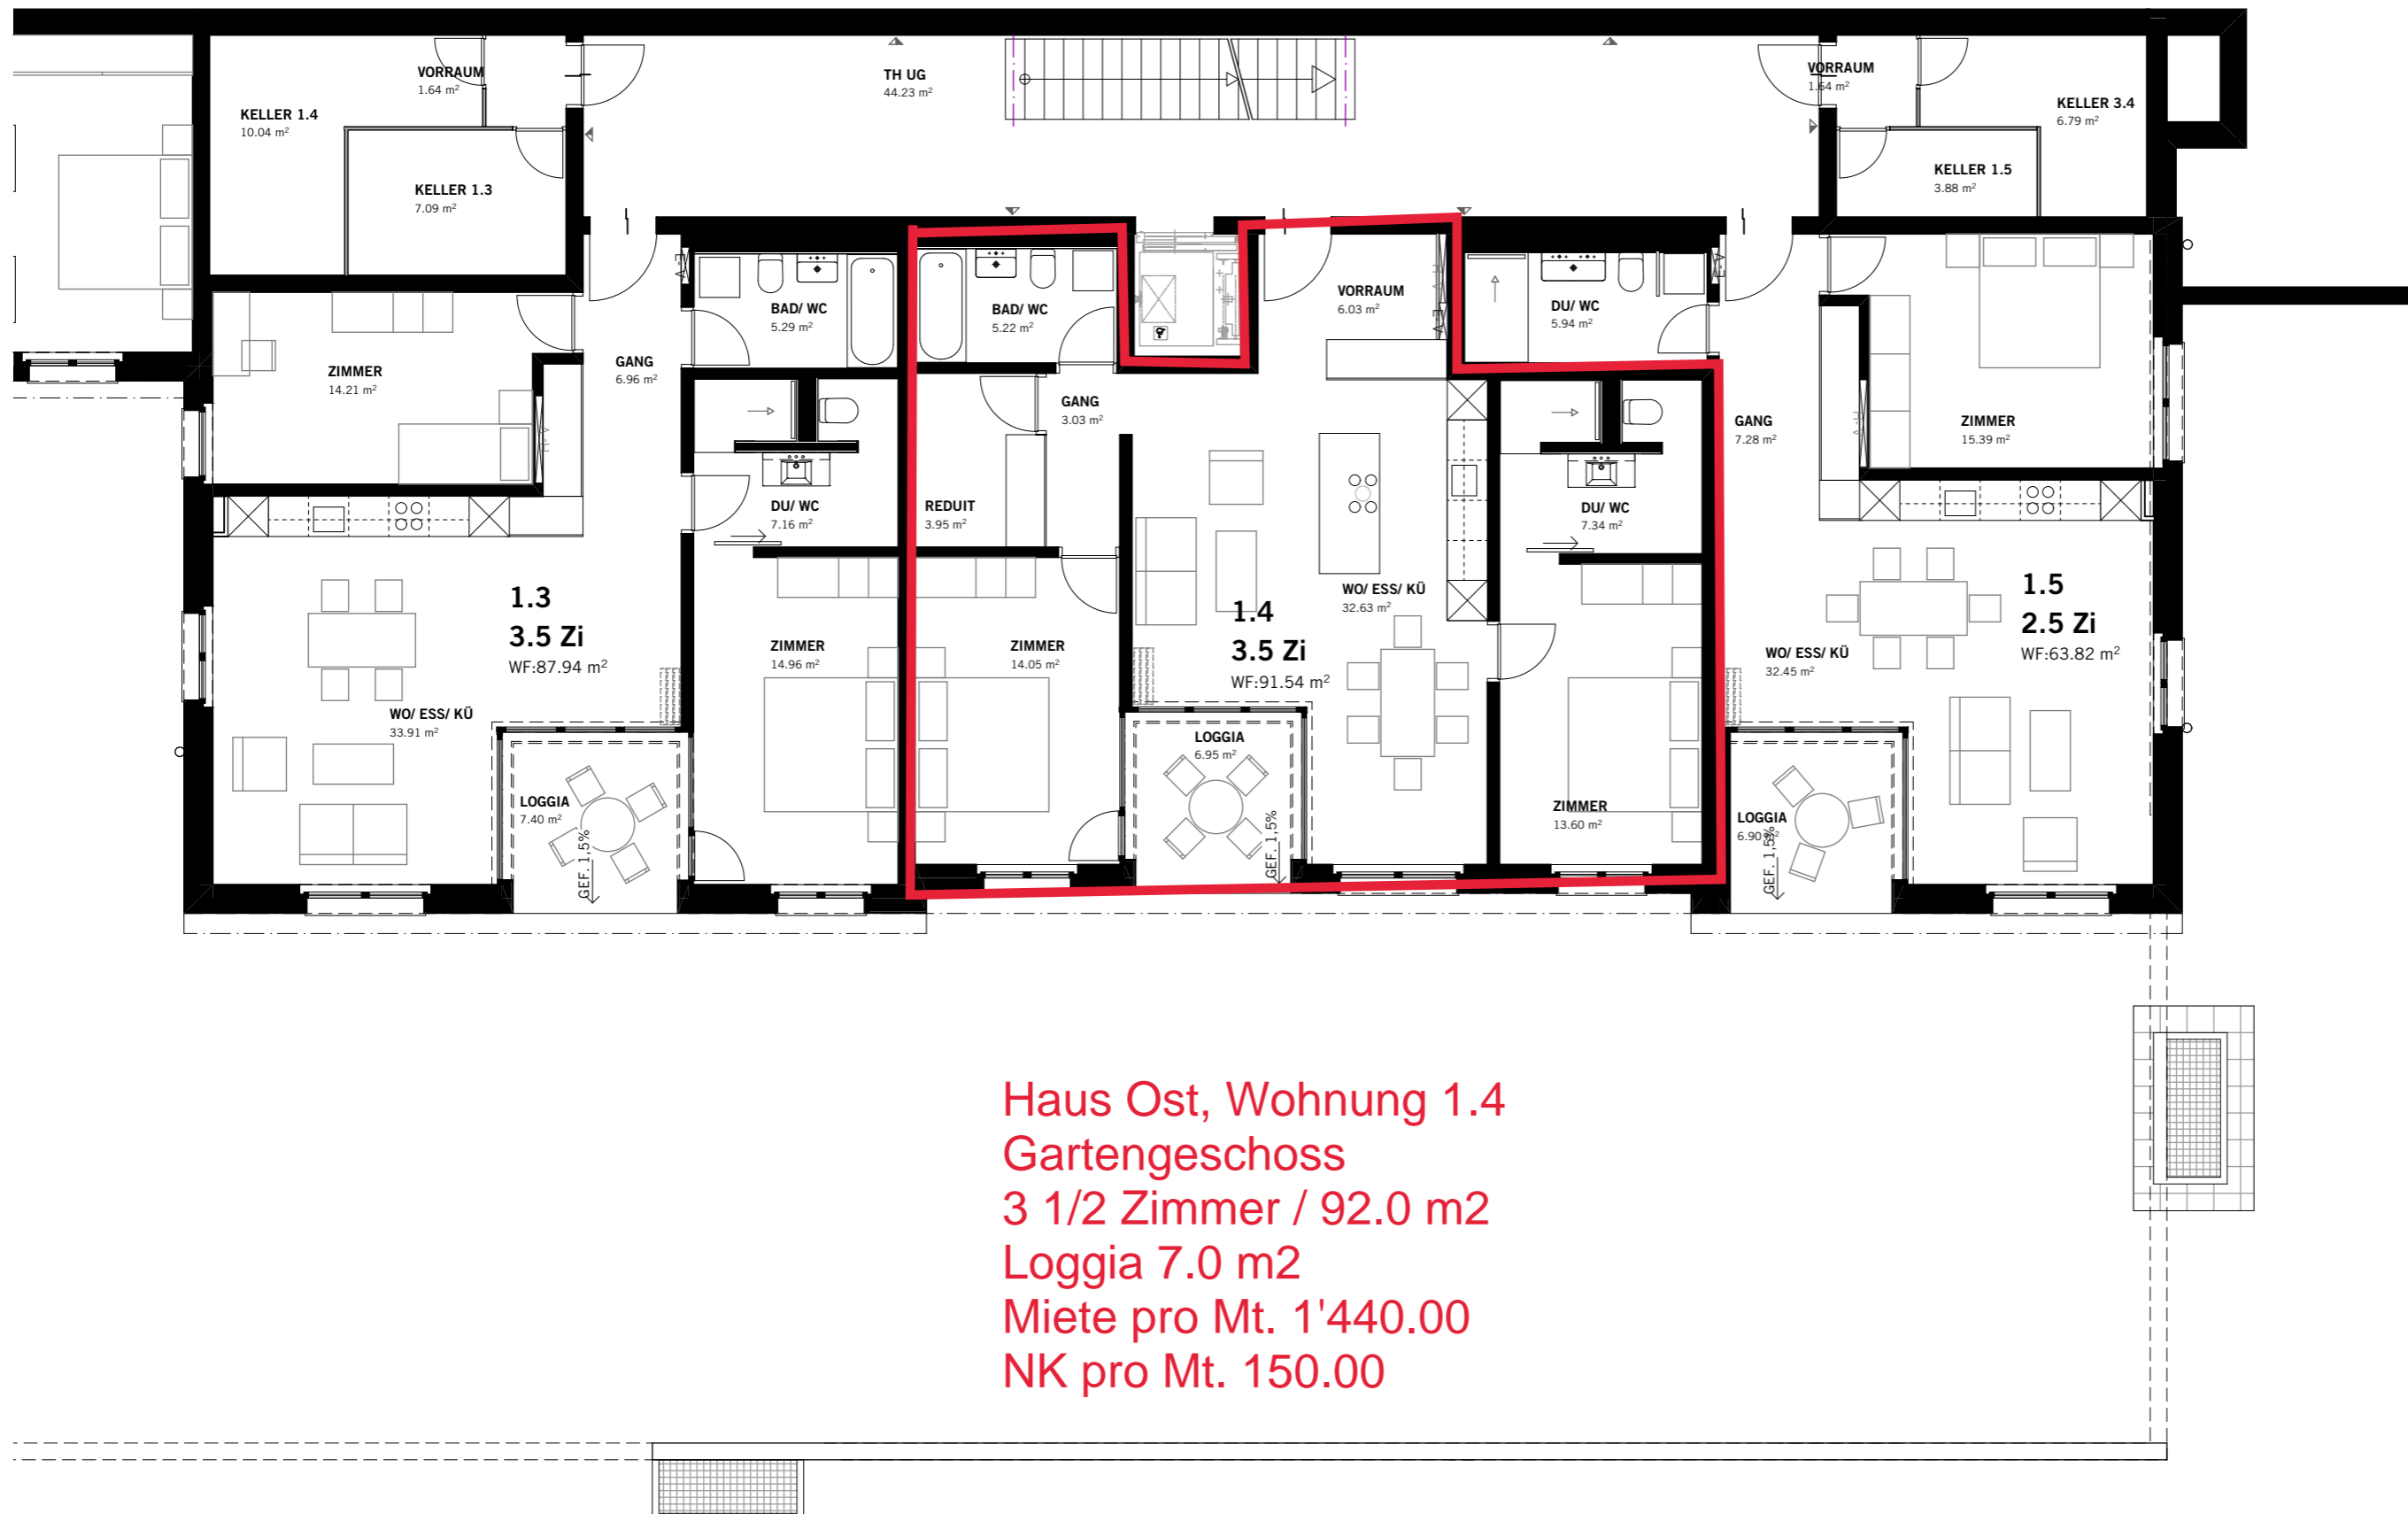 VORRAUM
1.64 m²
KELLER 1.4
10.04 m²
KELLER 1.3
7.09 m²
TH UG
44.23 m²
VORRAUM
1.64 m²
KELLER 3.4
6.79 m²
KELLER 1.5
3.88 m²
ZIMMER
14.21 m²
GANG
6.96 m²
BAD/ WC
5.29 m²
DU/ WC
7.16 m²
1.3
3.5 Zi
WF:87.94 m²
WO/ ESS/ KÜ
33.91 m²
ZIMMER
14.96 m²
LOGGIA
7.40 m²
GEF. 1,5%
BAD/ WC
5.22 m²
VORRAUM
6.03 m²
GANG
3.03 m²
REDUIT
3.95 m²
ZIMMER
14.05 m²
WO/ ESS/ KÜ
32.63 m²
1.4
3.5 Zi
WF:91.54 m²
LOGGIA
6.95 m²
GEF. 1,5%
DU/ WC
7.34 m²
ZIMMER
13.60 m²
DU/ WC
5.94 m²
GANG
7.28 m²
ZIMMER
15.39 m²
1.5
2.5 Zi
WF:63.82 m²
WO/ ESS/ KÜ
32.45 m²
LOGGIA
6.90 m²
GEF. 1,5%
Haus Ost, Wohnung 1.4
Gartengeschoss
3 1/2 Zimmer / 92.0 m2
Loggia 7.0 m2
Miete pro Mt. 1'440.00
NK pro Mt. 150.00